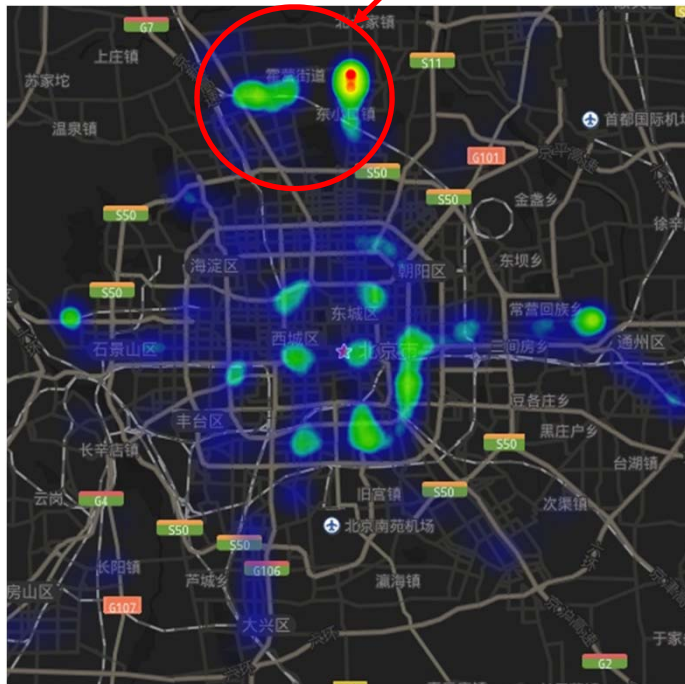 G7
上庄镇
S11
苏家坨
霍营街道
东小口镇
首都国际机场
温泉镇
G101
S50
S50
S50
金盏乡
徐辛
海淀区
朝阳区
东坝乡
S50
常营回族乡
东城区
西城区
北京市
石景山区
三间房乡
通州区
豆各庄乡
丰台区
黑庄户乡
长辛店镇
S50
台湖镇
云岗
G4
旧宫镇
S50
次渠镇
S50
北京南苑机场
S50
G106
长阳镇
芦城乡
瀛海镇
房山区
G107
大兴区
六环
于家
G2